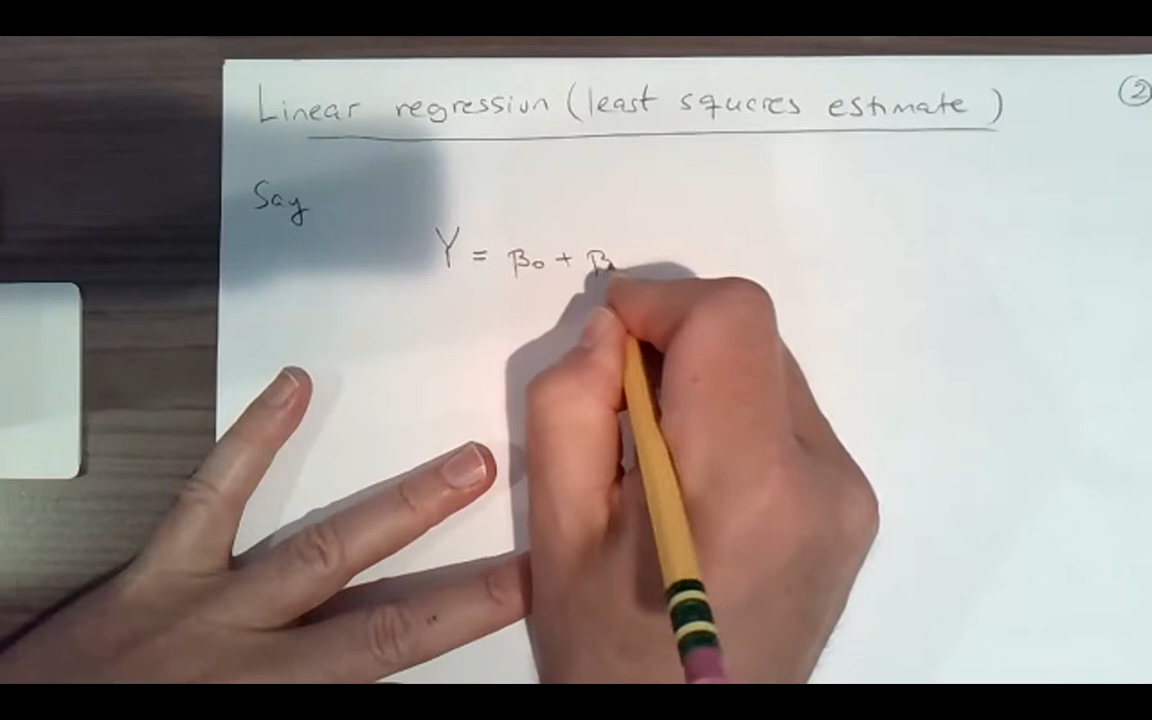 Linear regression (least squares estimate)
②
Say
Y = β₀ + β